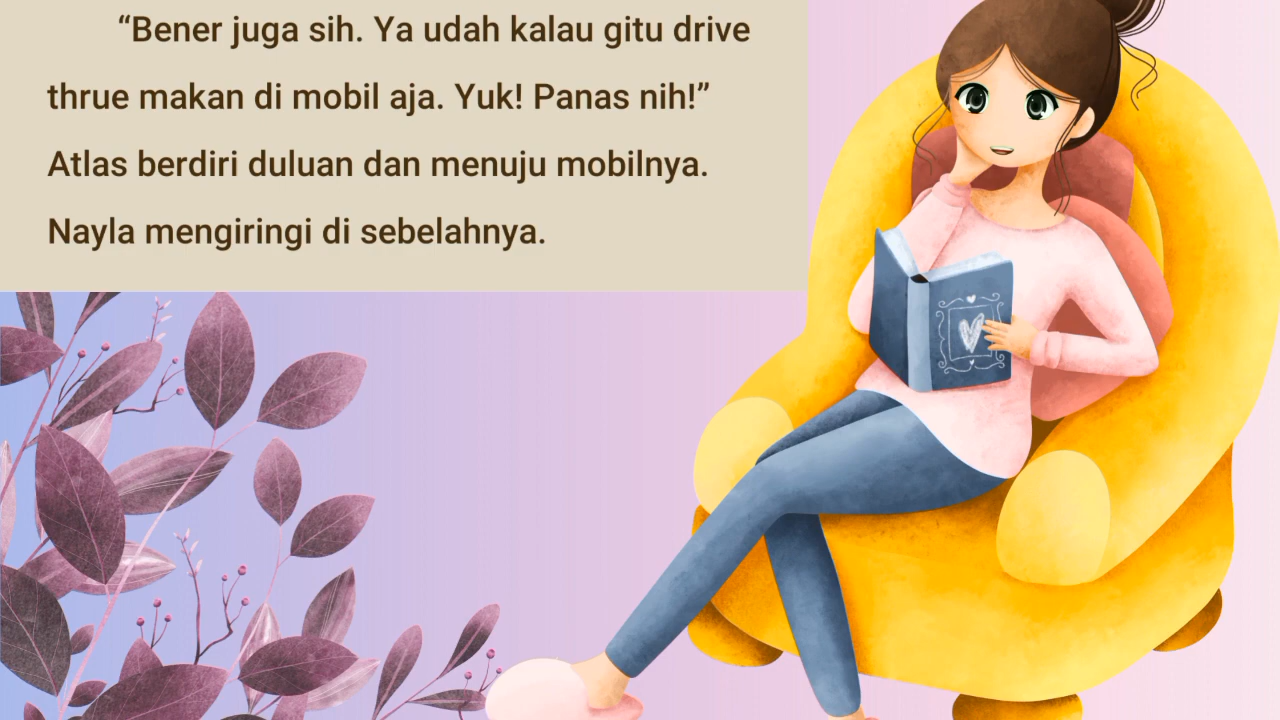 “Bener juga sih. Ya udah kalau gitu drive
thrue makan di mobil aja. Yuk! Panas nih!”
Atlas berdiri duluan dan menuju mobilnya.
Nayla mengiringi di sebelahnya.